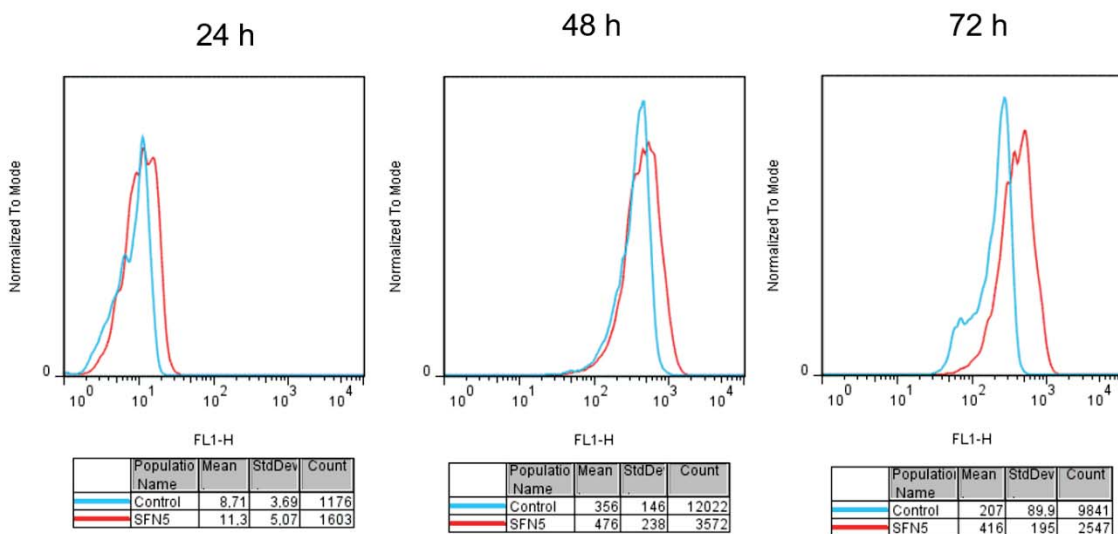 24 h
48 h
72 h
Normalized To Mode
0
10^0 10^1 10^2 10^3 10^4
FL1-H
Populatio Name Mean StdDev Count
Control 8,71 3,69 1176
SFN5 11,3 5,07 1603
Normalized To Mode
0
10^0 10^1 10^2 10^3 10^4
FL1-H
Populatio Name Mean StdDe Count
Control 356 146 12022
SFN5 476 238 3572
Normalized To Mode
0
10^0 10^1 10^2 10^3 10^4
FL1-H
Populatio Name Mean StdDev Count
Control 207 89,9 9841
SFN5 416 195 2547